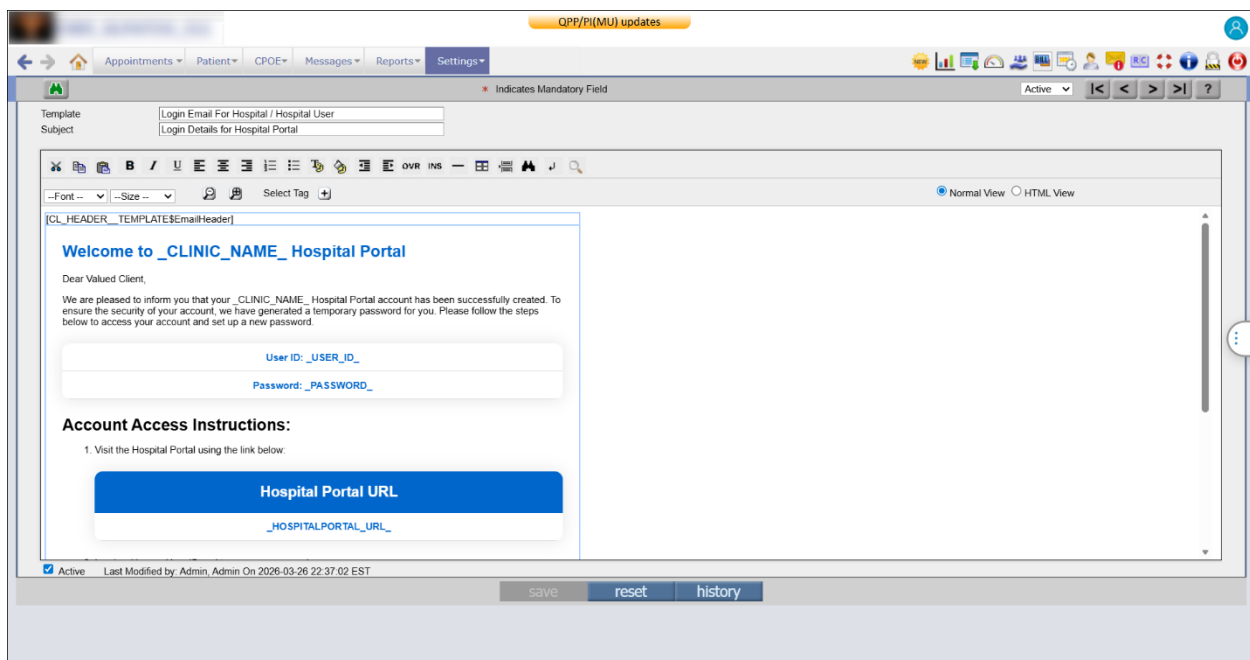 QPP/PI(MU) updates
Appointments Patient CPOE Messages Reports Settings
NEW BILL RC
* Indicates Mandatory Field
Active |< < > >| ?
Template Login Email For Hospital / Hospital User
Subject Login Details for Hospital Portal
B I U OVR INS
--Font -- --Size -- Select Tag + Normal View HTML View
[CL_HEADER__TEMPLATE$EmailHeader]
Welcome to _CLINIC_NAME_ Hospital Portal
Dear Valued Client,
We are pleased to inform you that your _CLINIC_NAME_ Hospital Portal account has been successfully created. To
ensure the security of your account, we have generated a temporary password for you. Please follow the steps
below to access your account and set up a new password.
User ID: _USER_ID_
Password: _PASSWORD_
Account Access Instructions:
1. Visit the Hospital Portal using the link below:
Hospital Portal URL
_HOSPITALPORTAL_URL_
Active Last Modified by: Admin, Admin On 2026-03-26 22:37:02 EST
save reset history